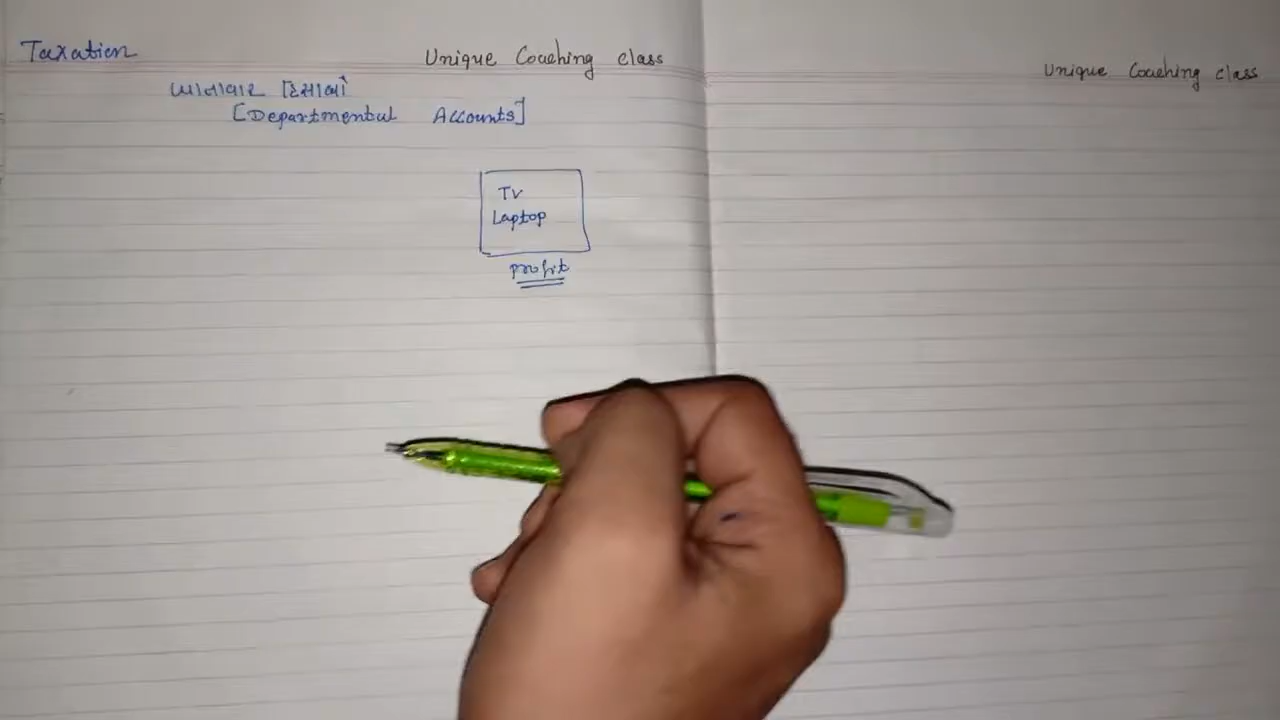 Taxation
Unique Coaching class
Unique Coaching class
ખાતાવાર હિસાબો
[Departmental Accounts]
TV
Laptop
profit